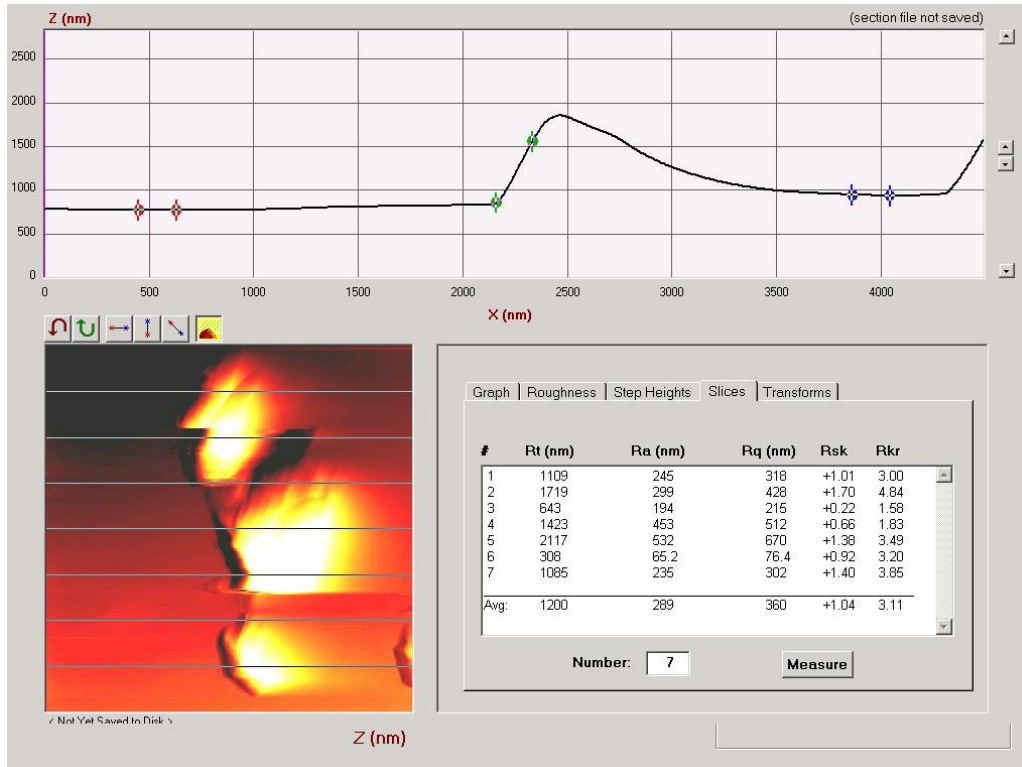 Z (nm)
(section file not saved)
2500
2000
1500
1000
500
0
0 500 1000 1500 2000 2500 3000 3500 4000
X (nm)
Graph Roughness Step Heights Slices Transforms
# Rt (nm) Ra (nm) Rq (nm) Rsk Rkr
1 1109 245 318 +1.01 3.00
2 1719 299 428 +1.70 4.84
3 643 194 215 +0.22 1.58
4 1423 453 512 +0.66 1.83
5 2117 532 670 +1.38 3.49
6 308 65.2 76.4 +0.92 3.20
7 1085 235 302 +1.40 3.85
Avg: 1200 289 360 +1.04 3.11
Number: 7 Measure
< Not Yet Saved to Disk >
Z (nm)